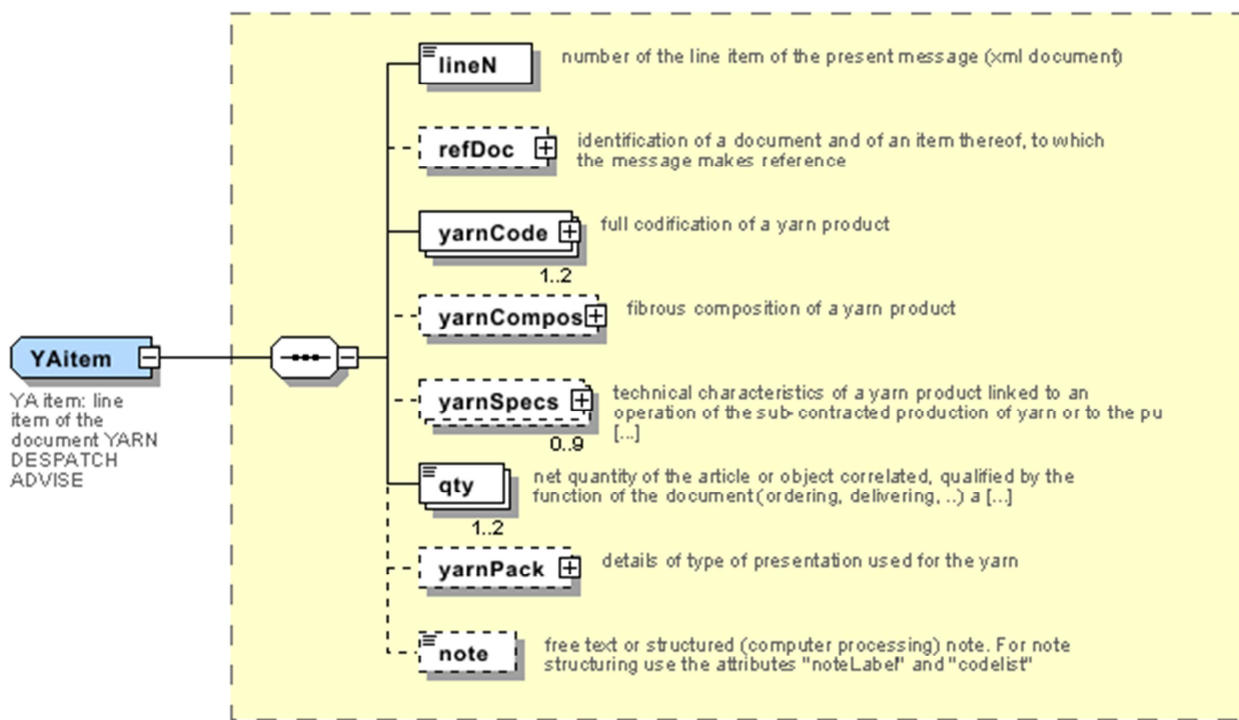 lineN
number of the line item of the present message (xml document)
refDoc
identification of a document and of an item thereof, to which
the message makes reference
yarnCode
full codification of a yarn product
1..2
yarnCompos
fibrous composition of a yarn product
YAitem
YA item: line
item of the
document YARN
DESPATCH
ADVISE
yarnSpecs
technical characteristics of a yarn product linked to an
operation of the sub-contracted production of yarn or to the pu
[...]
0..9
qty
net quantity of the article or object correlated, qualified by the
function of the document (ordering, delivering, ..) a [...]
1..2
yarnPack
details of type of presentation used for the yarn
note
free text or structured (computer processing) note. For note
structuring use the attributes "noteLabel" and "codelist"